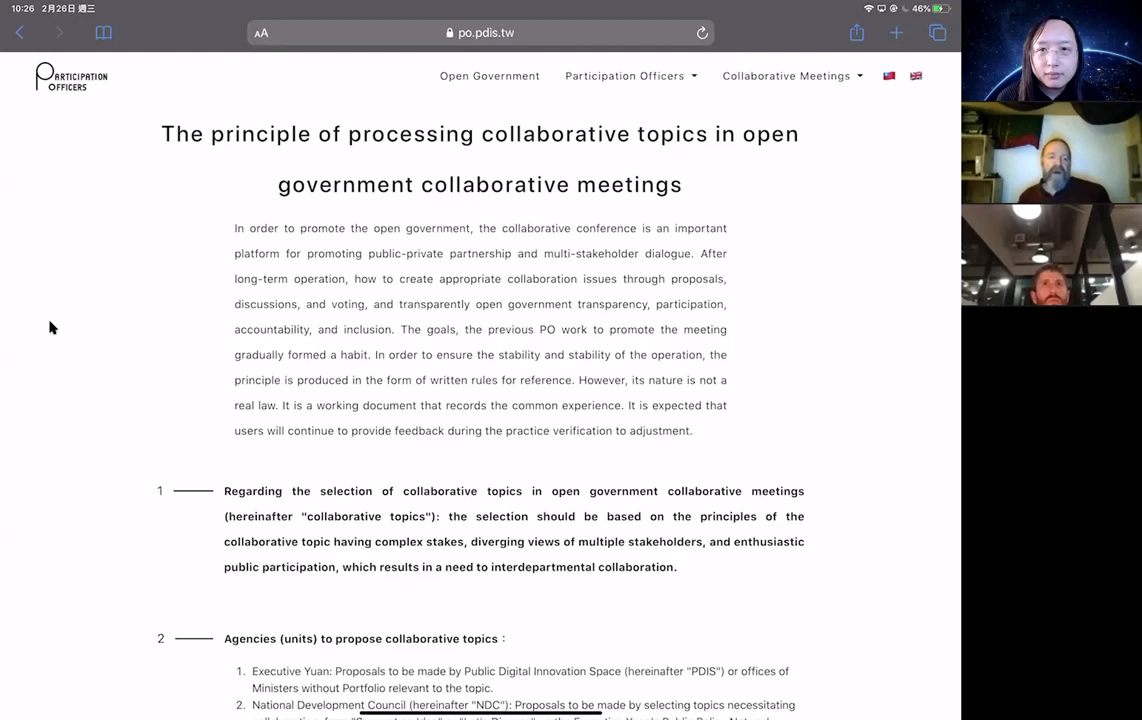 10:26 2月26日 週三
46%
AA
po.pdis.tw
PARTICIPATION
OFFICERS
Open Government
Participation Officers
Collaborative Meetings
The principle of processing collaborative topics in open
government collaborative meetings
In order to promote the open government, the collaborative conference is an important
platform for promoting public-private partnership and multi-stakeholder dialogue. After
long-term operation, how to create appropriate collaboration issues through proposals,
discussions, and voting, and transparently open government transparency, participation,
accountability, and inclusion. The goals, the previous PO work to promote the meeting
gradually formed a habit. In order to ensure the stability and stability of the operation, the
principle is produced in the form of written rules for reference. However, its nature is not a
real law. It is a working document that records the common experience. It is expected that
users will continue to provide feedback during the practice verification to adjustment.
1 Regarding the selection of collaborative topics in open government collaborative meetings
(hereinafter "collaborative topics"): the selection should be based on the principles of the
collaborative topic having complex stakes, diverging views of multiple stakeholders, and enthusiastic
public participation, which results in a need to interdepartmental collaboration.
2 Agencies (units) to propose collaborative topics：
1. Executive Yuan: Proposals to be made by Public Digital Innovation Space (hereinafter "PDIS") or offices of
Ministers without Portfolio relevant to the topic.
2. National Development Council (hereinafter "NDC"): Proposals to be made by selecting topics necessitating